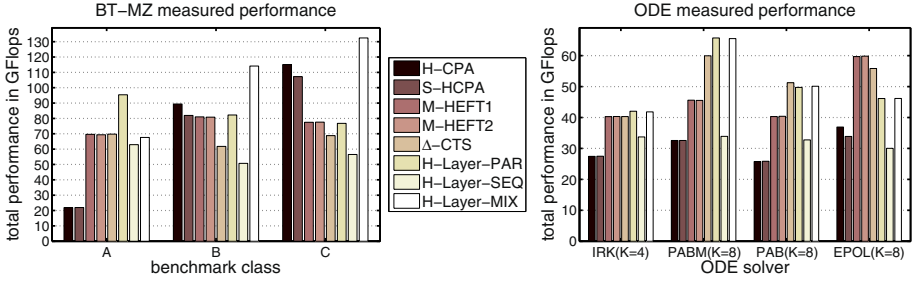 BT−MZ measured performance
total performance in GFlops
130
120
110
100
90
80
70
60
50
40
30
20
10
0
A
B
C
benchmark class
H−CPA
S−HCPA
M−HEFT1
M−HEFT2
Δ−CTS
H−Layer−PAR
H−Layer−SEQ
H−Layer−MIX
ODE measured performance
total performance in GFlops
60
50
40
30
20
10
0
IRK(K=4)
PABM(K=8)
PAB(K=8)
EPOL(K=8)
ODE solver